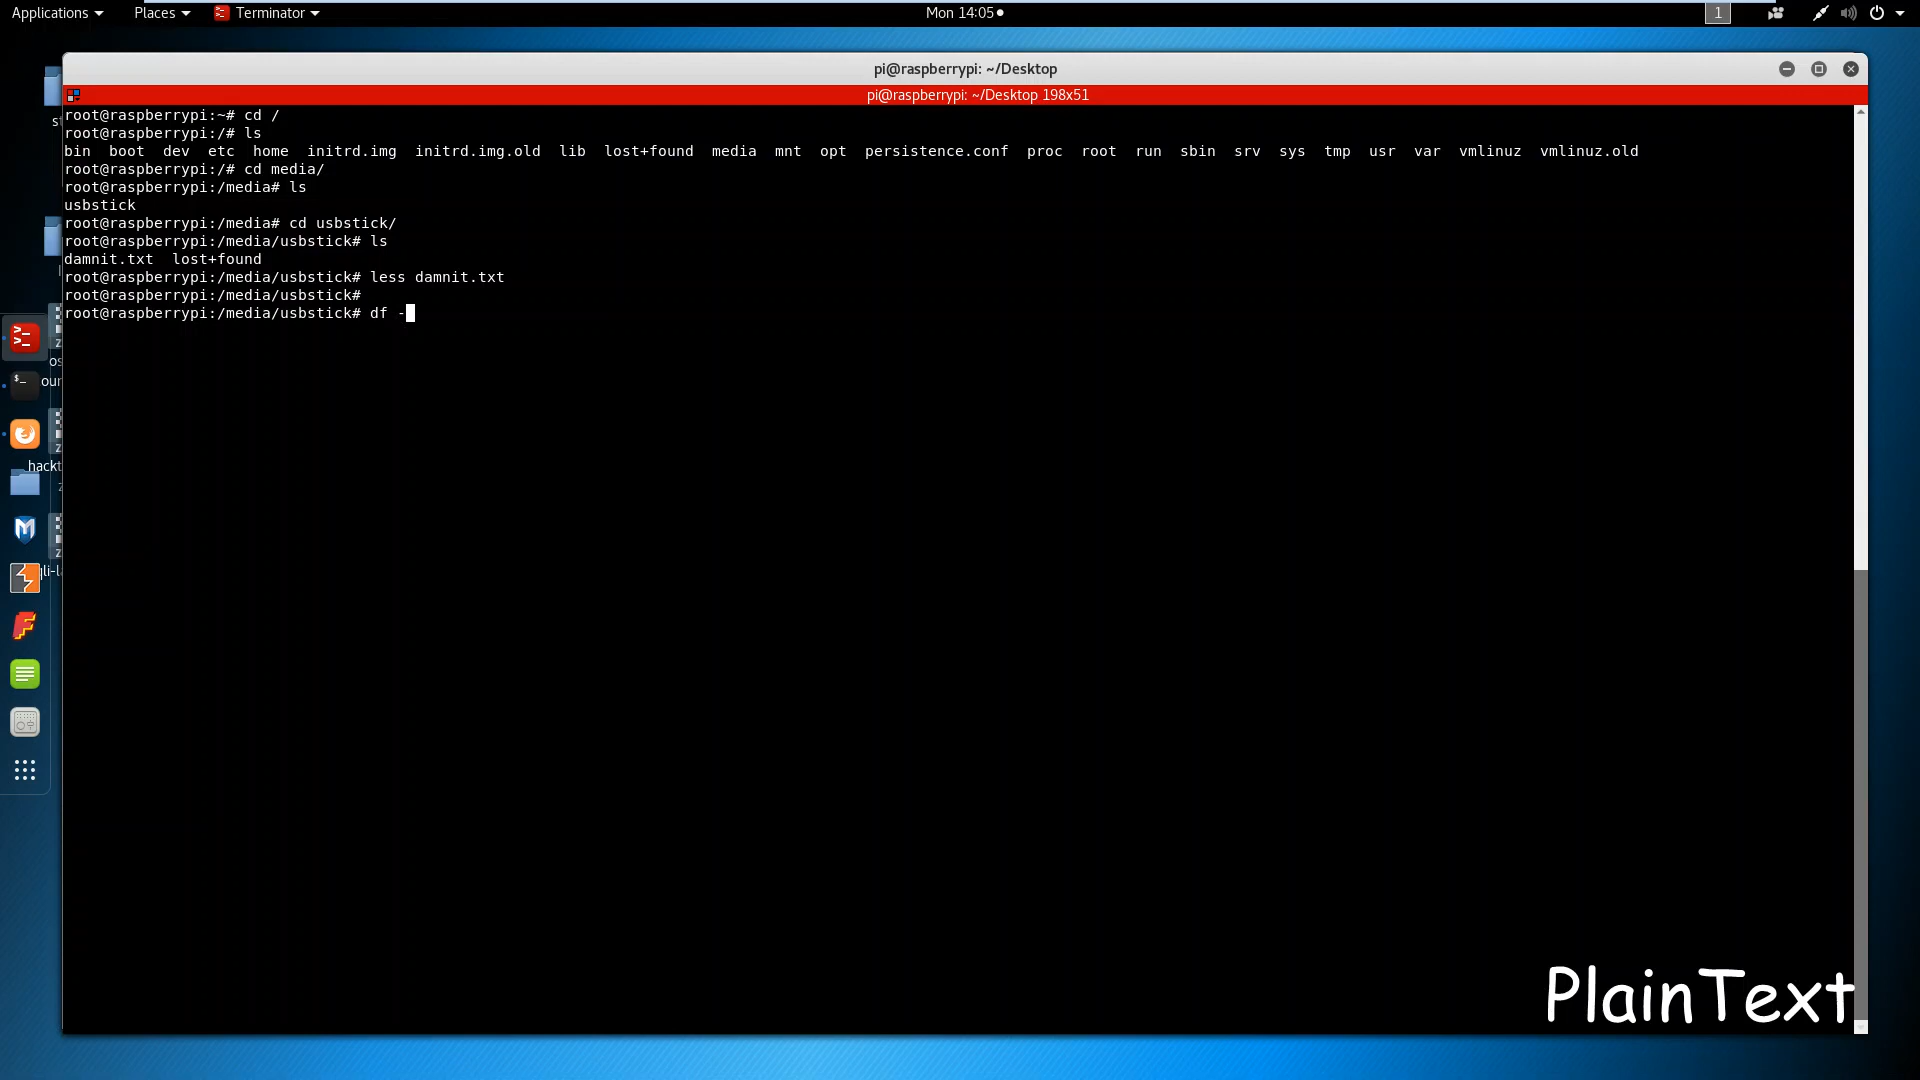 Applications Places Terminator Mon 14:05 1
pi@raspberrypi: ~/Desktop
pi@raspberrypi: ~/Desktop 198x51
root@raspberrypi:~# cd /
root@raspberrypi:/# ls
bin boot dev etc home initrd.img initrd.img.old lib lost+found media mnt opt persistence.conf proc root run sbin srv sys tmp usr var vmlinuz vmlinuz.old
root@raspberrypi:/# cd media/
root@raspberrypi:/media# ls
usbstick
root@raspberrypi:/media# cd usbstick/
root@raspberrypi:/media/usbstick# ls
damnit.txt lost+found
root@raspberrypi:/media/usbstick# less damnit.txt
root@raspberrypi:/media/usbstick#
root@raspberrypi:/media/usbstick# df -
PlainText